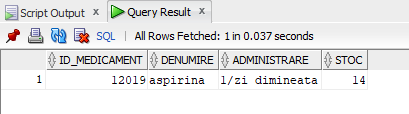 Script Output x Query Result x
SQL | All Rows Fetched: 1 in 0.037 seconds
ID_MEDICAMENT DENUMIRE ADMINISTRARE STOC
1 12019 aspirina 1/zi dimineata 14